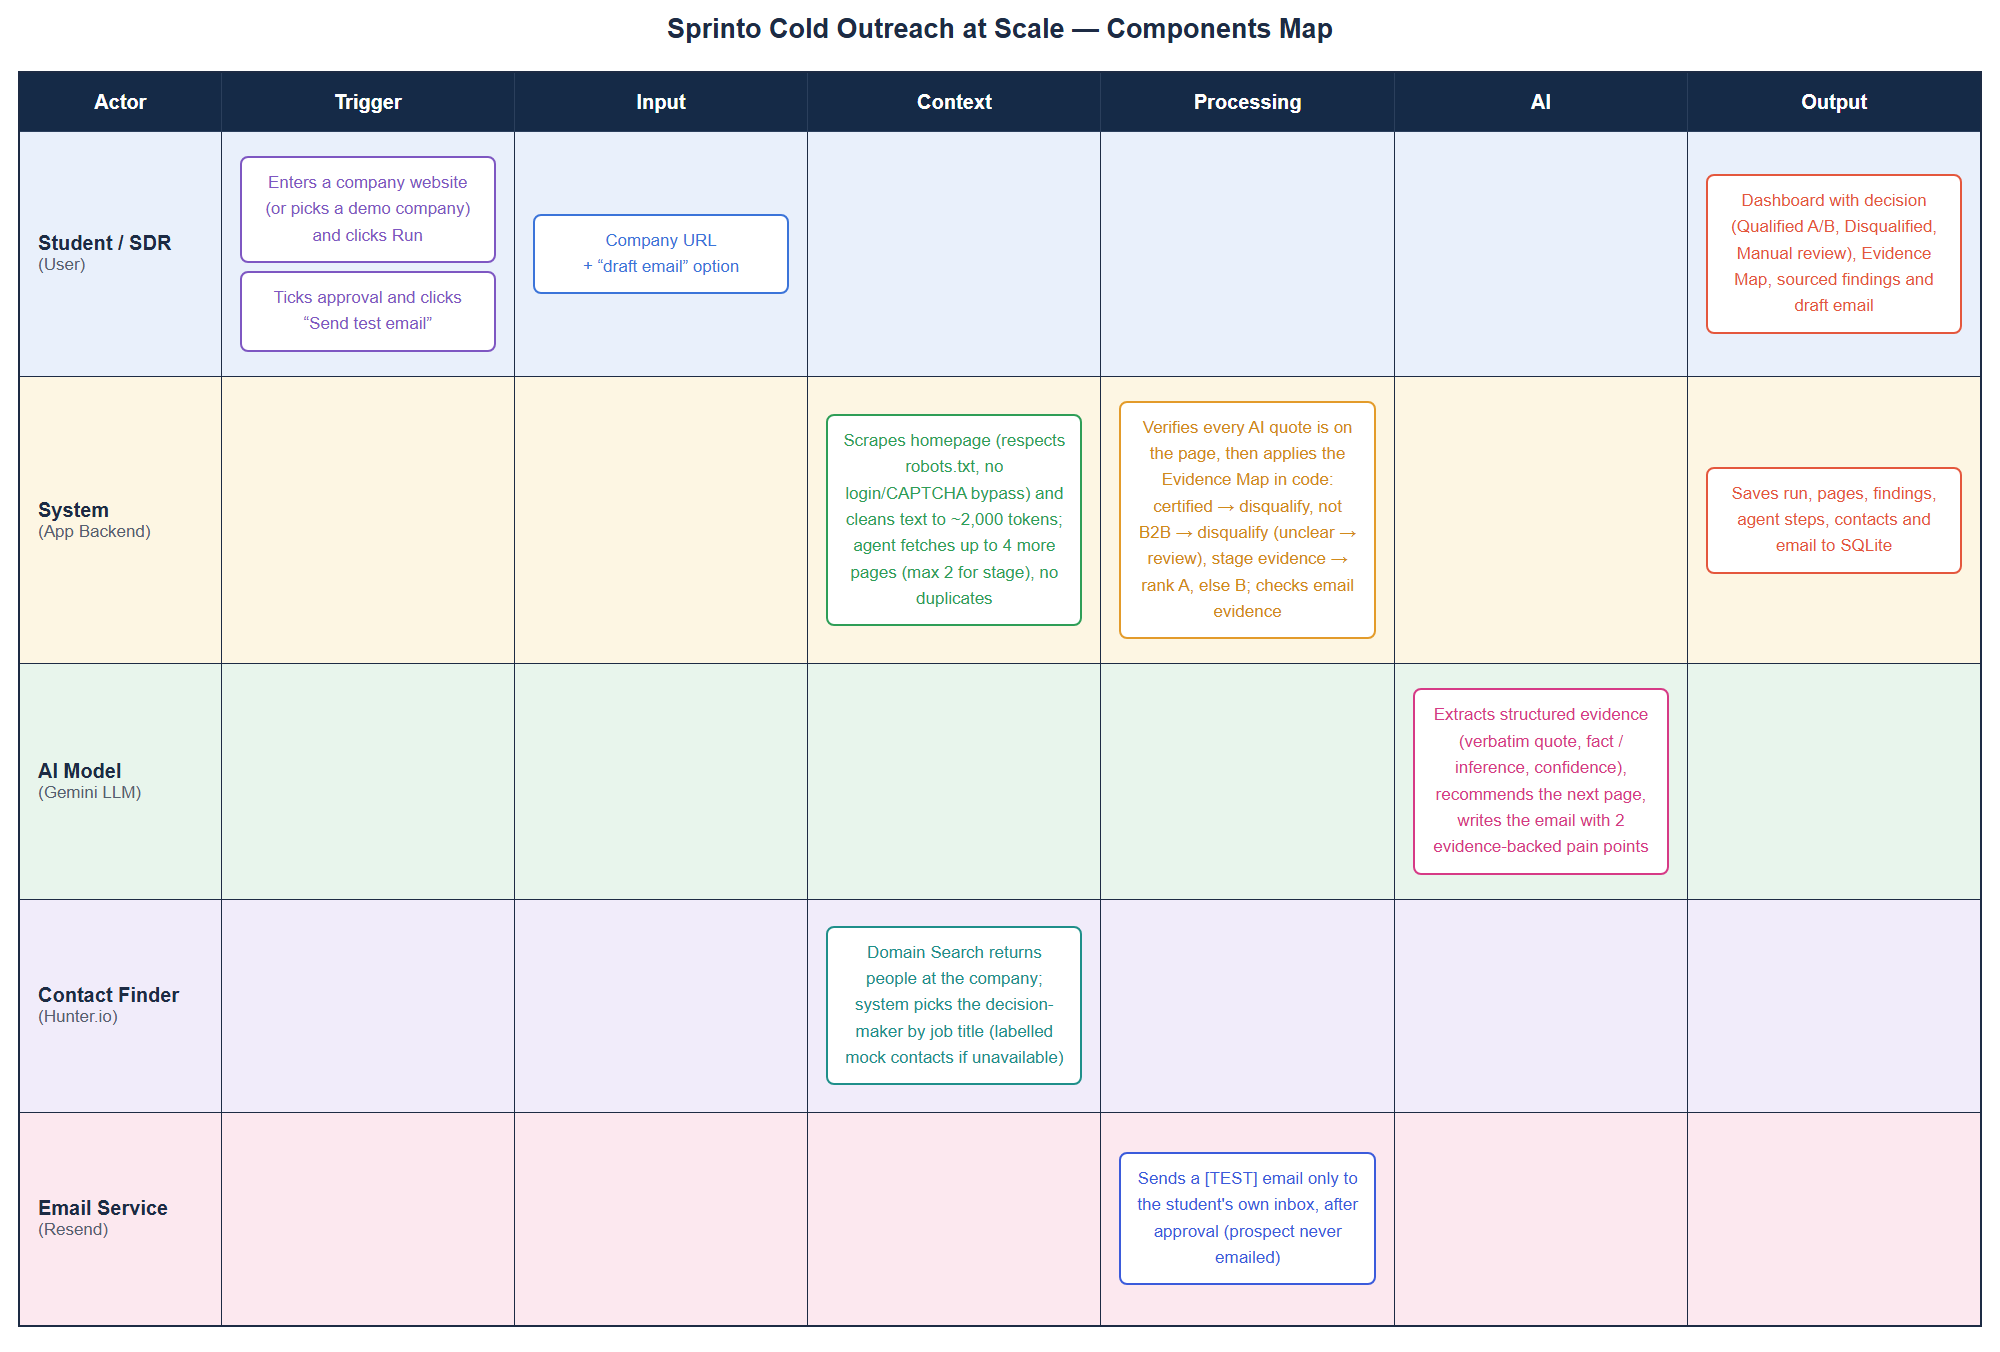 Sprinto Cold Outreach at Scale — Components Map
Actor
Trigger
Input
Context
Processing
AI
Output
Student / SDR
(User)
Enters a company website
(or picks a demo company)
and clicks Run
Ticks approval and clicks
“Send test email”
Company URL
+ “draft email” option
Dashboard with decision
(Qualified A/B, Disqualified,
Manual review), Evidence
Map, sourced findings and
draft email
System
(App Backend)
Scrapes homepage (respects
robots.txt, no
login/CAPTCHA bypass) and
cleans text to ~2,000 tokens;
agent fetches up to 4 more
pages (max 2 for stage), no
duplicates
Verifies every AI quote is on
the page, then applies the
Evidence Map in code:
certified → disqualify, not
B2B → disqualify (unclear →
review), stage evidence →
rank A, else B; checks email
evidence
Saves run, pages, findings,
agent steps, contacts and
email to SQLite
AI Model
(Gemini LLM)
Extracts structured evidence
(verbatim quote, fact /
inference, confidence),
recommends the next page,
writes the email with 2
evidence-backed pain points
Contact Finder
(Hunter.io)
Domain Search returns
people at the company;
system picks the decision-
maker by job title (labelled
mock contacts if unavailable)
Email Service
(Resend)
Sends a [TEST] email only to
the student's own inbox, after
approval (prospect never
emailed)